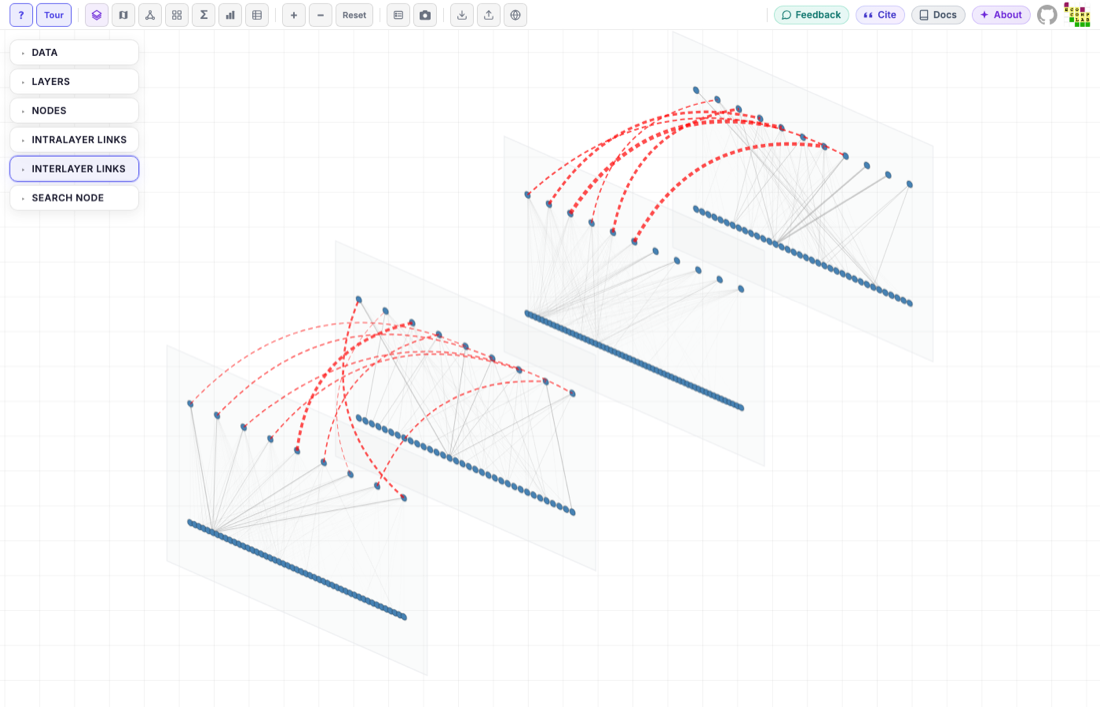 ?
Tour
Σ
+
−
Reset
Feedback
Cite
Docs
About
DATA
LAYERS
NODES
INTRALAYER LINKS
INTERLAYER LINKS
SEARCH NODE